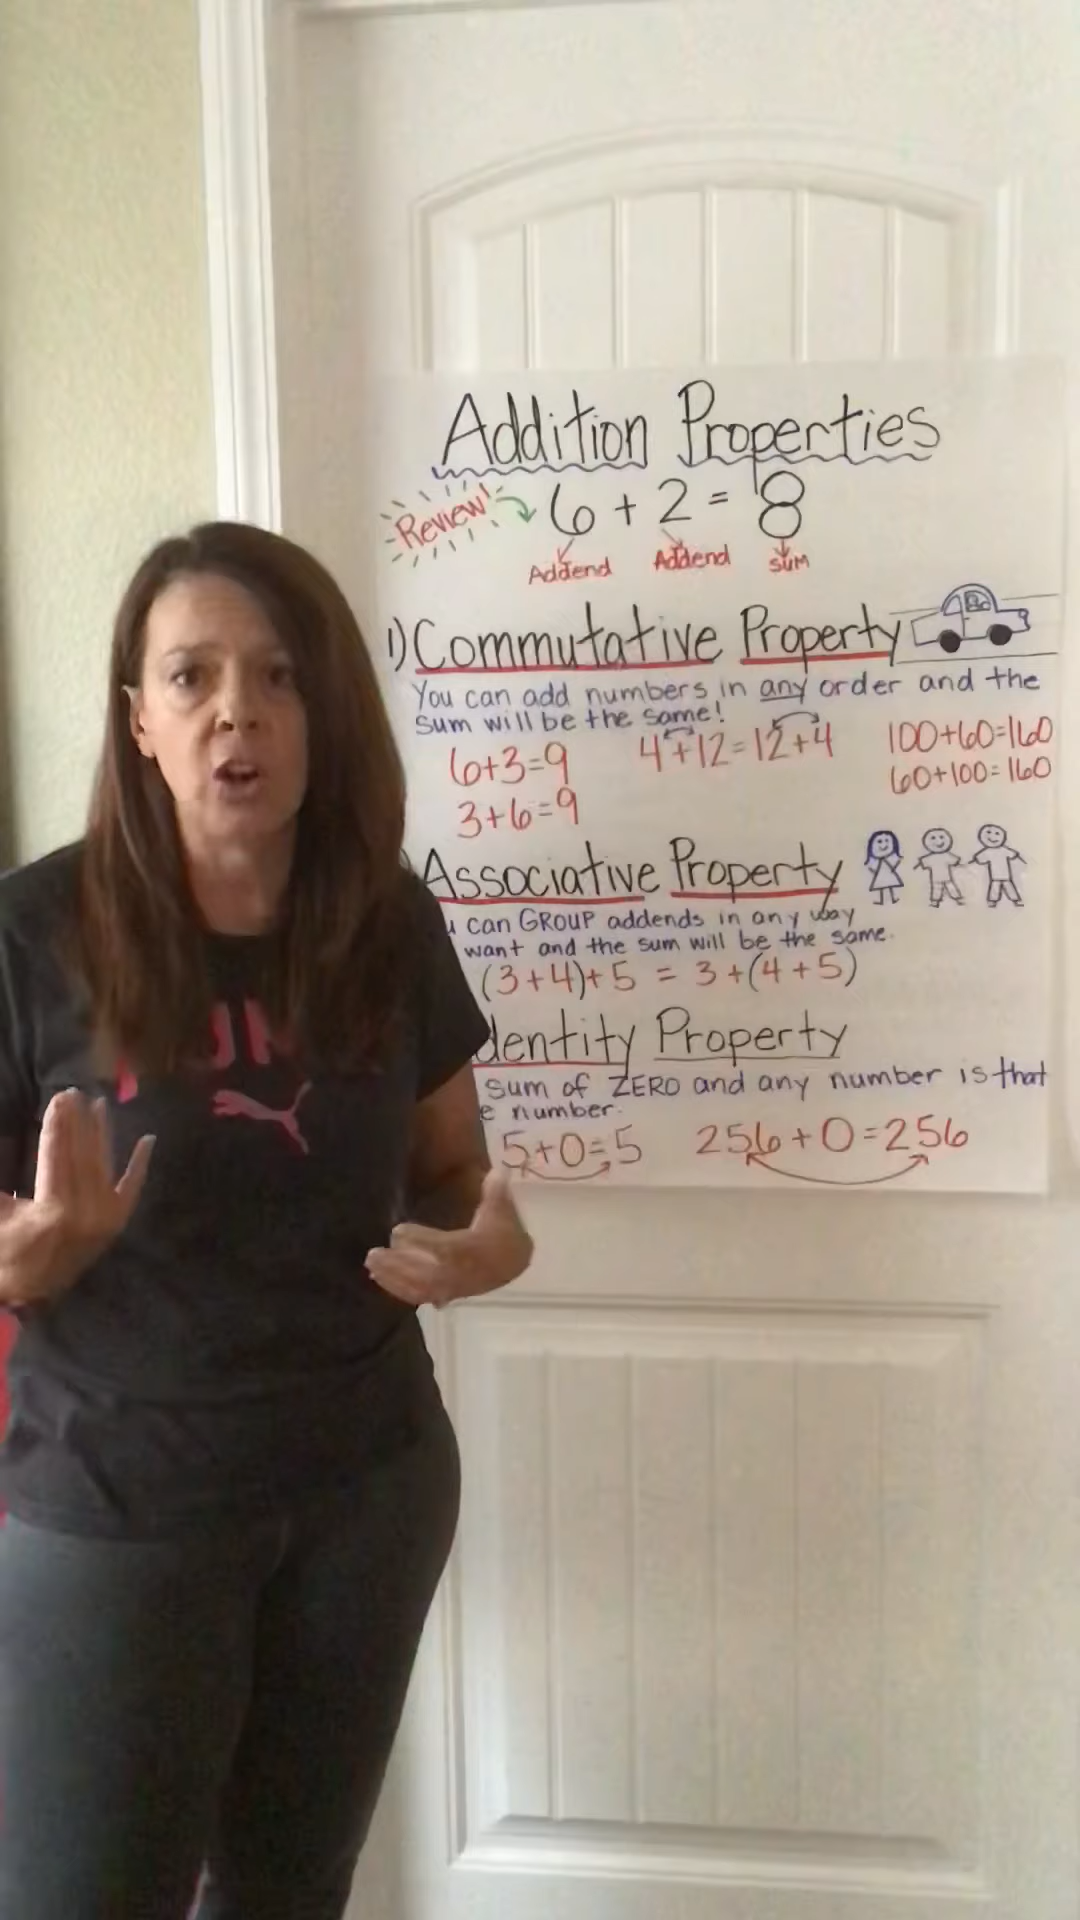 Addition Properties
Review! 6 + 2 = 8
Addend Addend sum
1) Commutative Property
You can add numbers in any order and the
sum will be the same!
6+3=9 4+12=12+4 100+60=160
3+6=9 60+100=160
Associative Property
can GROUP addends in any way
want and the sum will be the same.
(3+4)+5 = 3+(4+5)
dentity Property
sum of ZERO and any number is that
e number.
5+0=5 256+0=256